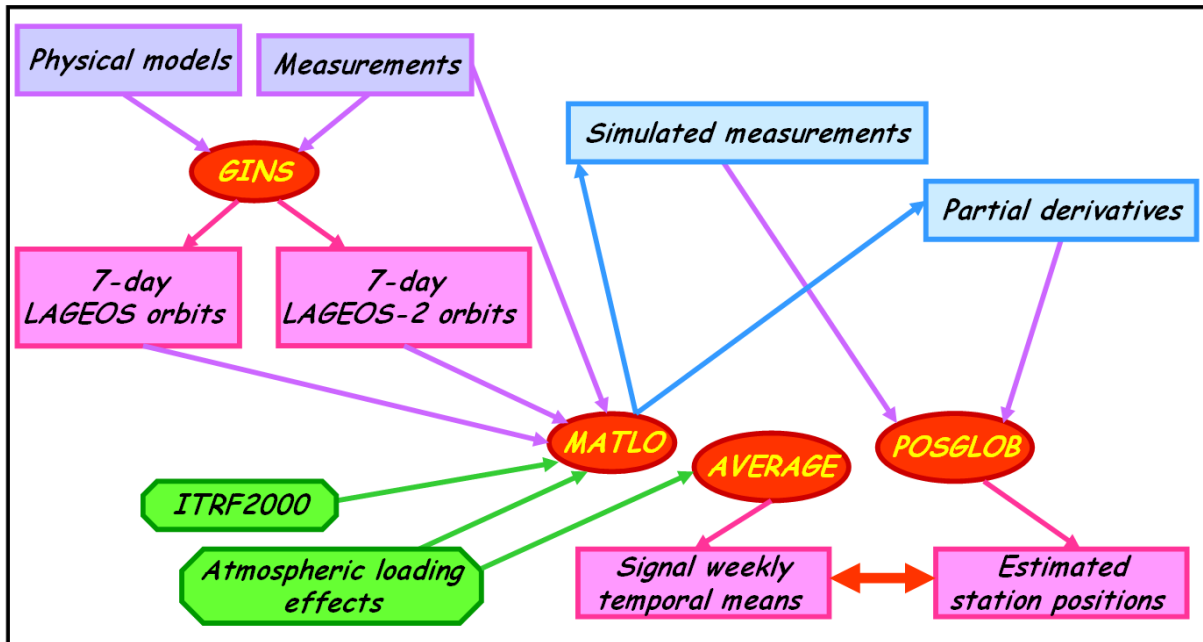 Physical models
Measurements
Simulated measurements
GINS
Partial derivatives
7-day
LAGEOS orbits
7-day
LAGEOS-2 orbits
MATLO
AVERAGE
POSGLOB
ITRF2000
Atmospheric loading
effects
Signal weekly
temporal means
Estimated
station positions